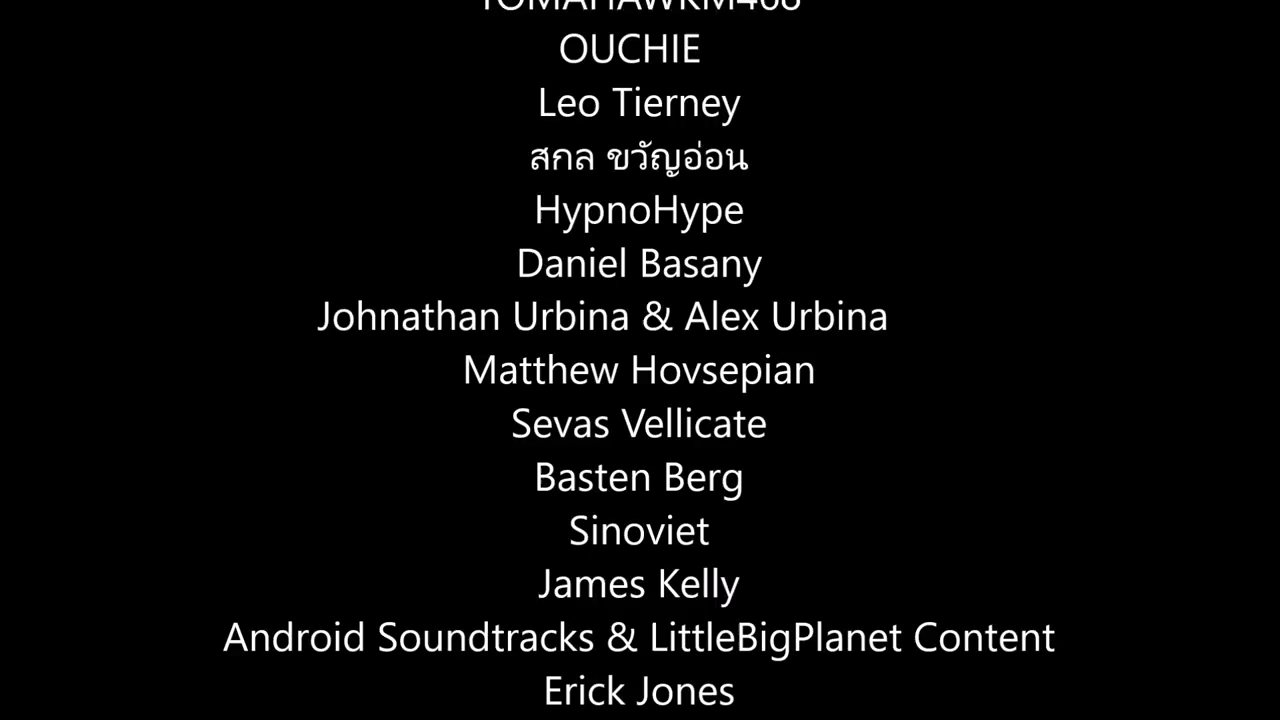 OUCHIE
Leo Tierney
สกล ขวัญอ่อน
HypnoHype
Daniel Basany
Johnathan Urbina & Alex Urbina
Matthew Hovsepian
Sevas Vellicate
Basten Berg
Sinoviet
James Kelly
Android Soundtracks & LittleBigPlanet Content
Erick Jones